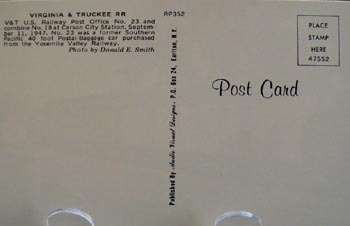 VIRGINIA & TRUCKEE RR
RP352
V&T U.S. Railway Post Office No. 23 and
combine No. 18 at Carson City Station, Septem-
ber 11, 1947. No. 23 was a former Southern
Pacific 40 foot Postal-Baggage car purchased
from the Yosemite Valley Railway.
Photo by Donald E. Smith
Published By Audio Visual Designs, P.O. Box 24, Earlton, N.Y.
PLACE
STAMP
HERE
47552
Post Card